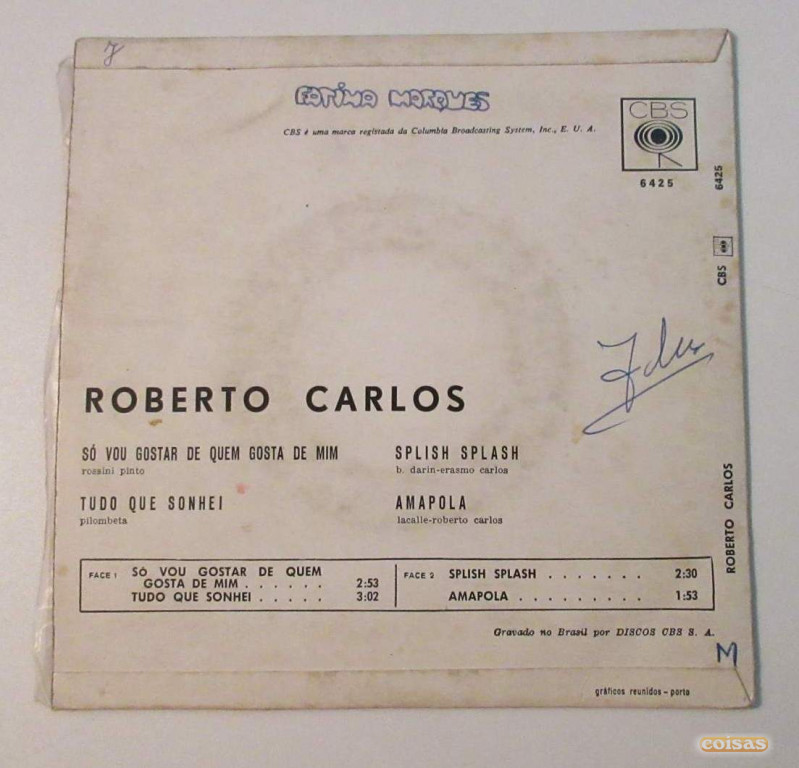 FATÍMA MARQUES
CBS é uma marca registada da Columbia Broadcasting System, Inc., E. U. A.
CBS
6425
6425
CBS
ROBERTO CARLOS
ROBERTO CARLOS
SÓ VOU GOSTAR DE QUEM GOSTA DE MIM
rossini pinto
SPLISH SPLASH
b. darin-erasmo carlos
TUDO QUE SONHEI
pilombeta
AMAPOLA
lacalle-roberto carlos
FACE 1 SÓ VOU GOSTAR DE QUEM
GOSTA DE MIM . . . . . . 2:53
TUDO QUE SONHEI . . . . . 3:02
FACE 2 SPLISH SPLASH . . . . . . . 2:30
AMAPOLA . . . . . . . . . 1:53
Gravado no Brasil por DISCOS CBS S. A.
M
gráficos reunidos - porto
coisas